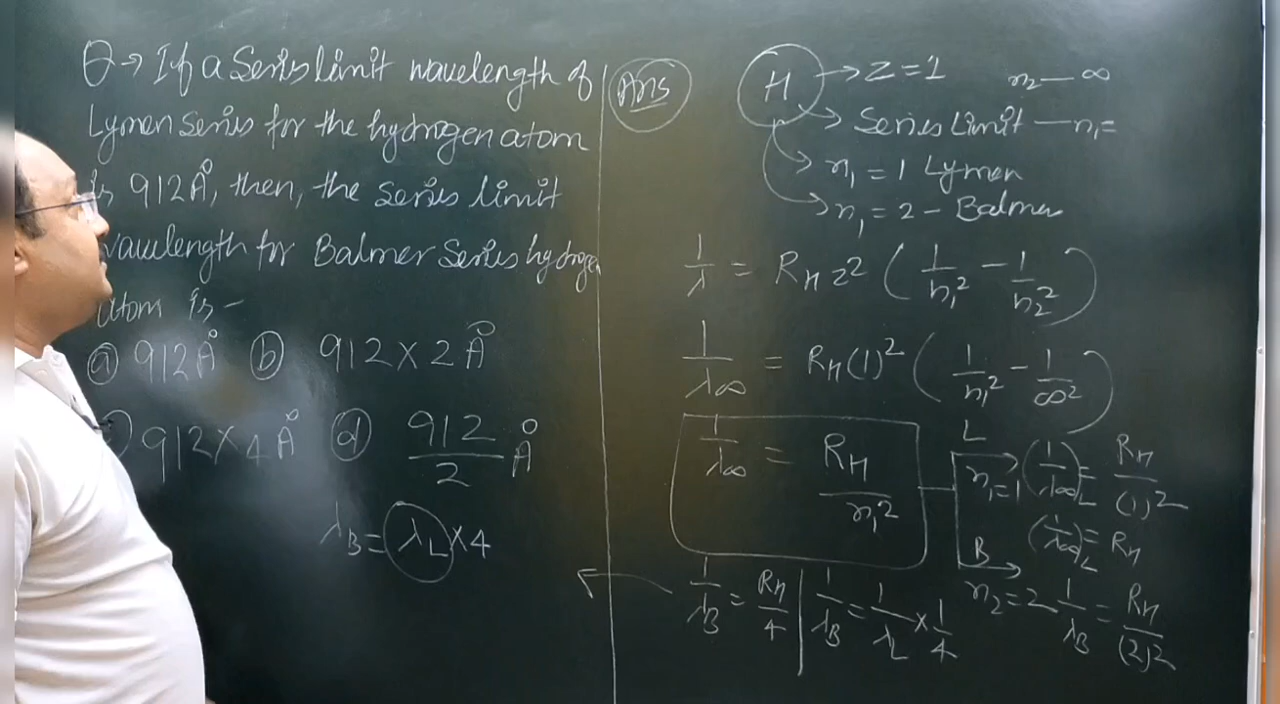 Q → If a Series limit wavelength of
Lymen Series for the hydrogen atom
is 912Å, then, the series limit
wavelength for Balmer Series hydrogen
atom is -
(a) 912Å (b) 912×2Å
) 912×4Å (d) 912/2 Å
λB = λL × 4
Ans
H → Z = 1 n2 — ∞
→ Series Limit — n1 =
→ n1 = 1 Lymen
→ n1 = 2 - Balmer
1/λ = RH Z² (1/n1² - 1/n2²)
1/λ∞ = RH(1)² (1/n1² - 1/∞²)
1/λ∞ = RH/n1²
L n1=1 (1/λ∞)L = RH/(1)²
(1/λ∞)L = RH
B n2=2 1/λB = RH/(2)²
1/λB = RH/4 | 1/λB = 1/λL × 1/4